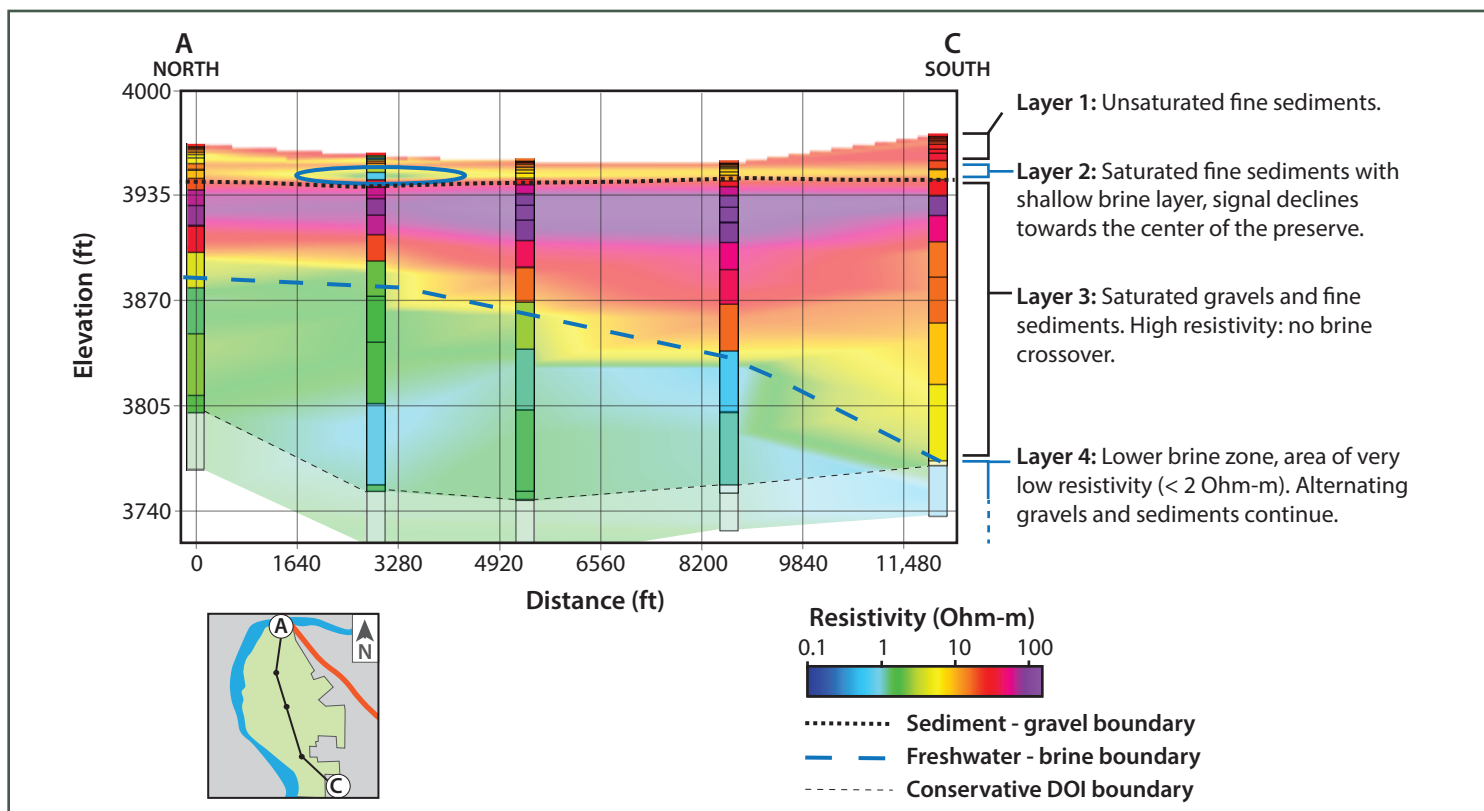 A
NORTH
C
SOUTH
4000
3935
3870
3805
3740
Elevation (ft)
0
1640
3280
4920
6560
8200
9840
11,480
Distance (ft)
Layer 1: Unsaturated fine sediments.
Layer 2: Saturated fine sediments with
shallow brine layer, signal declines
towards the center of the preserve.
Layer 3: Saturated gravels and fine
sediments. High resistivity: no brine
crossover.
Layer 4: Lower brine zone, area of very
low resistivity (< 2 Ohm-m). Alternating
gravels and sediments continue.
A
N
C
Resistivity (Ohm-m)
0.1 1 10 100
Sediment - gravel boundary
Freshwater - brine boundary
Conservative DOI boundary